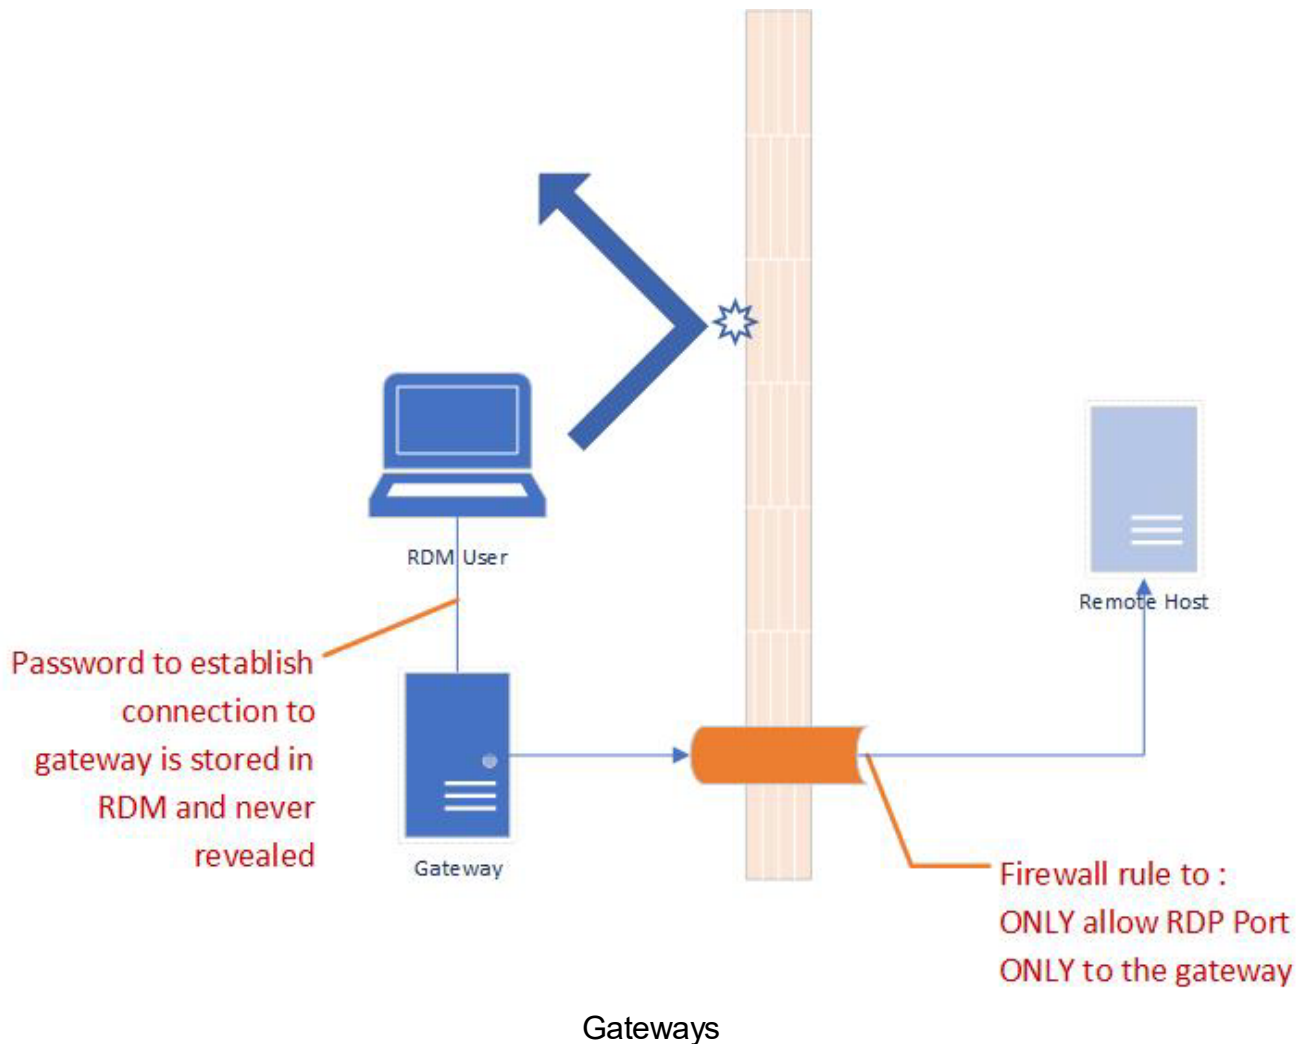 RDM User
Remote Host
Password to establish
connection to
gateway is stored in
RDM and never
revealed
Gateway
Firewall rule to :
ONLY allow RDP Port
ONLY to the gateway
Gateways